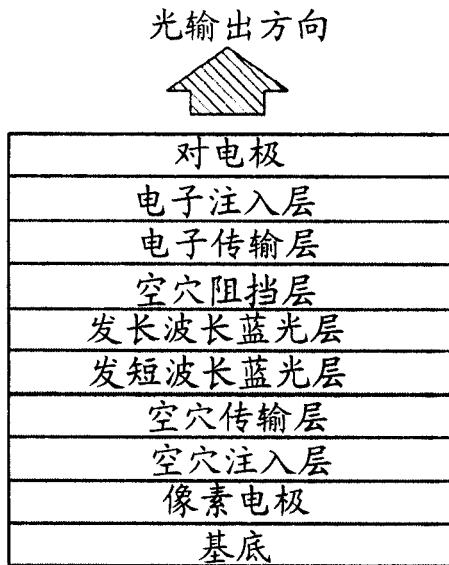 光输出方向
对电极
电子注入层
电子传输层
空穴阻挡层
发长波长蓝光层
发短波长蓝光层
空穴传输层
空穴注入层
像素电极
基底